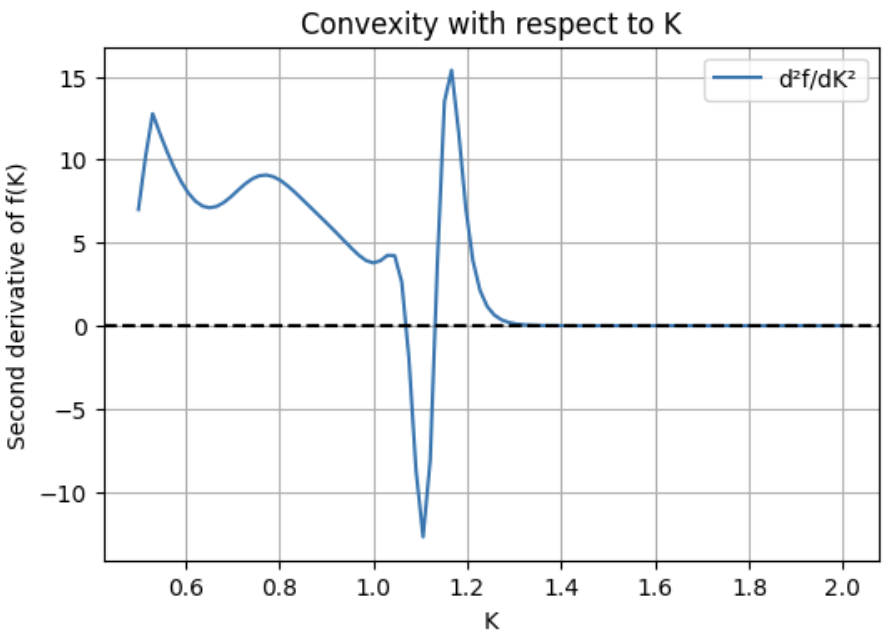 Convexity with respect to K
d²f/dK²
Second derivative of f(K)
15
10
5
0
−5
−10
0.6 0.8 1.0 1.2 1.4 1.6 1.8 2.0
K